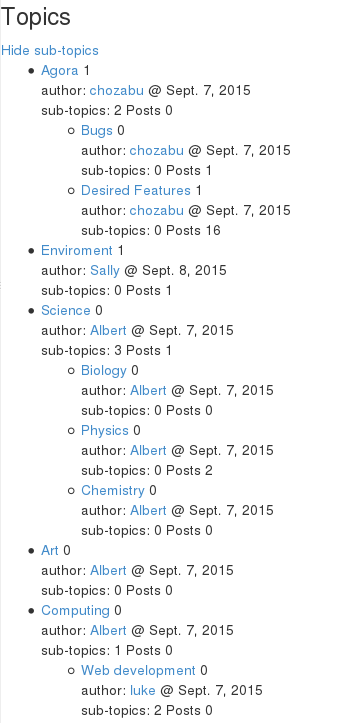 Topics
Hide sub-topics
Agora 1
author: chozabu @ Sept. 7, 2015
sub-topics: 2 Posts 0
Bugs 0
author: chozabu @ Sept. 7, 2015
sub-topics: 0 Posts 1
Desired Features 1
author: chozabu @ Sept. 7, 2015
sub-topics: 0 Posts 16
Enviroment 1
author: Sally @ Sept. 8, 2015
sub-topics: 0 Posts 1
Science 0
author: Albert @ Sept. 7, 2015
sub-topics: 3 Posts 1
Biology 0
author: Albert @ Sept. 7, 2015
sub-topics: 0 Posts 0
Physics 0
author: Albert @ Sept. 7, 2015
sub-topics: 0 Posts 2
Chemistry 0
author: Albert @ Sept. 7, 2015
sub-topics: 0 Posts 0
Art 0
author: Albert @ Sept. 7, 2015
sub-topics: 0 Posts 0
Computing 0
author: Albert @ Sept. 7, 2015
sub-topics: 1 Posts 0
Web development 0
author: luke @ Sept. 7, 2015
sub-topics: 2 Posts 0